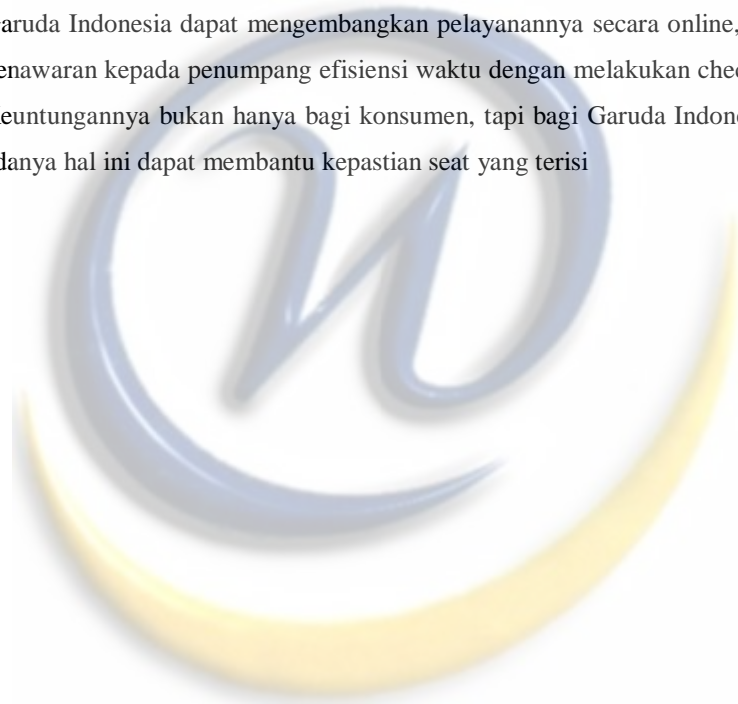 aruda Indonesia dapat mengembangkan pelayanannya secara online,
enawaran kepada penumpang efisiensi waktu dengan melakukan chec
euntungannya bukan hanya bagi konsumen, tapi bagi Garuda Indone
danya hal ini dapat membantu kepastian seat yang terisi